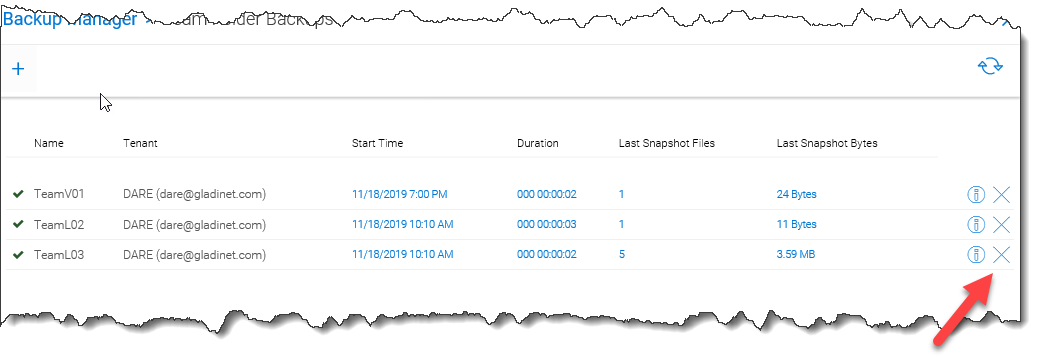 Backup Manager
Name Tenant Start Time Duration Last Snapshot Files Last Snapshot Bytes
TeamV01 DARE (dare@gladinet.com) 11/18/2019 7:00 PM 000 00:00:02 1 24 Bytes
TeamL02 DARE (dare@gladinet.com) 11/18/2019 10:10 AM 000 00:00:03 1 11 Bytes
TeamL03 DARE (dare@gladinet.com) 11/18/2019 10:10 AM 000 00:00:02 5 3.59 MB